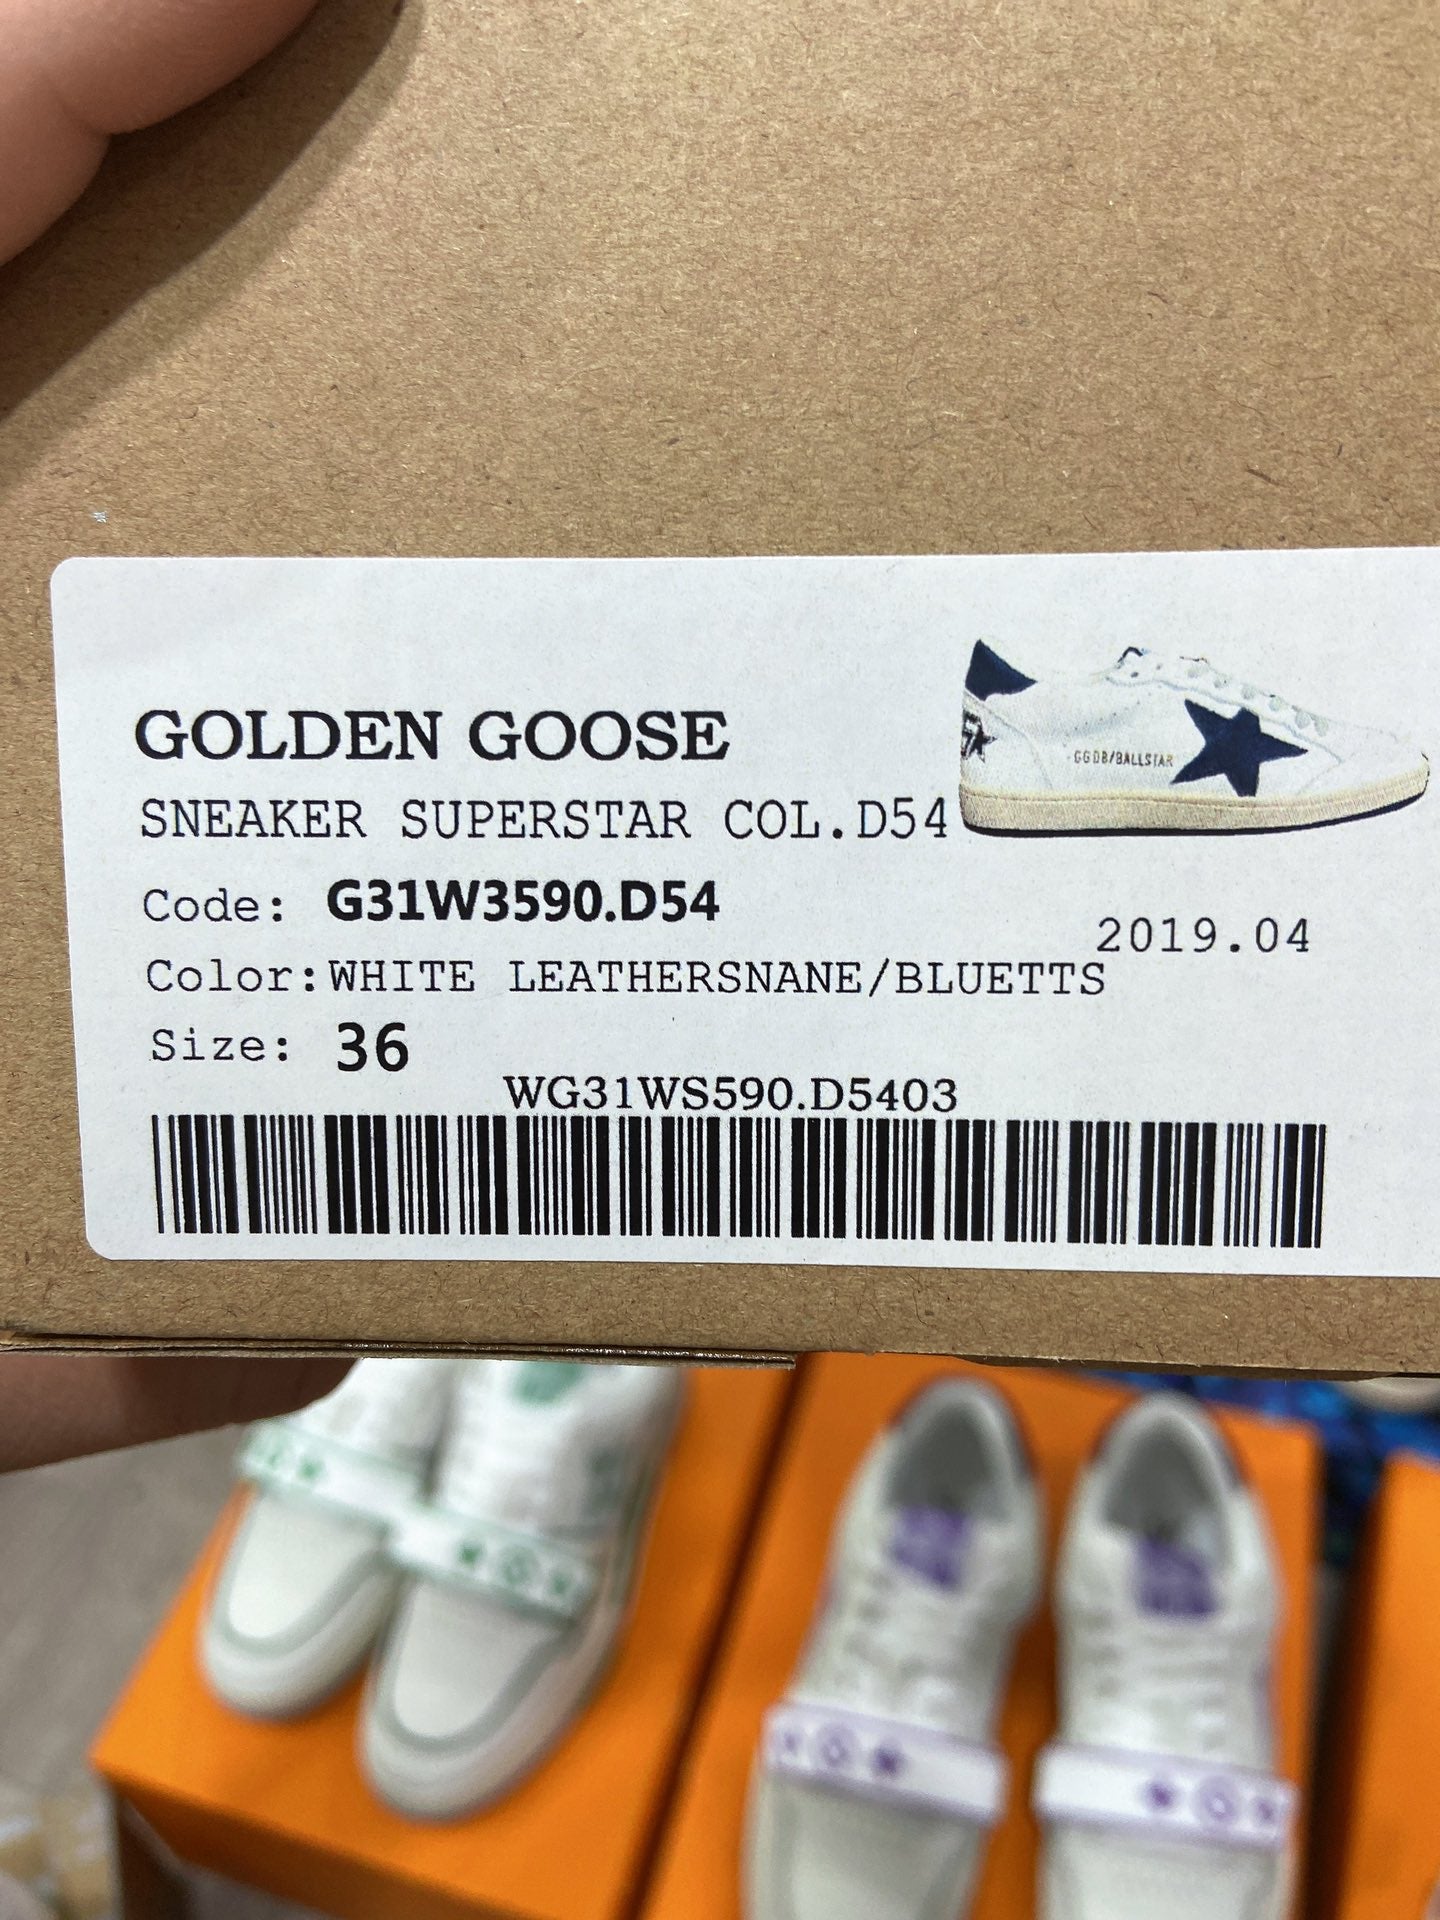 GOLDEN GOOSE
GGDB/BALLSTAR
SNEAKER SUPERSTAR COL.D54
Code: G31W3590.D54
2019.04
Color:WHITE LEATHERSNANE/BLUETTS
Size: 36
WG31WS590.D5403